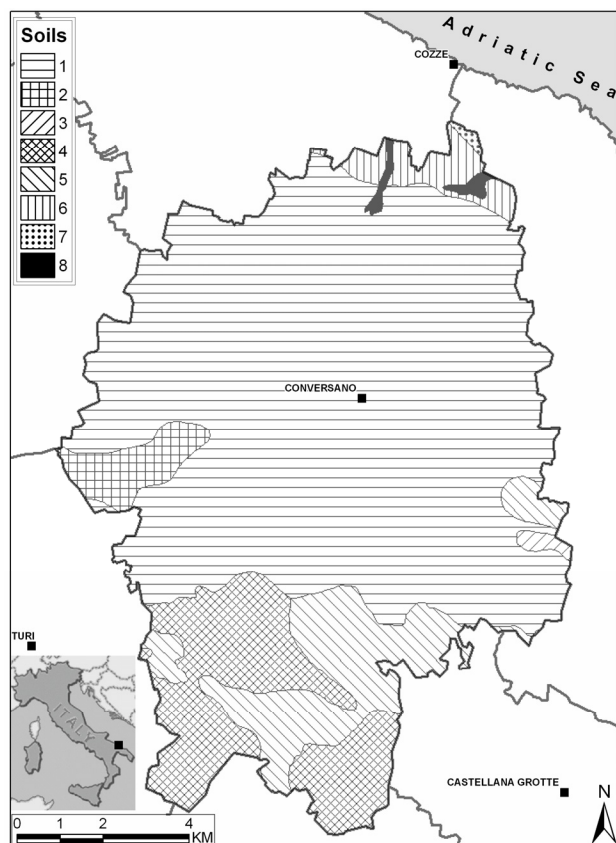 Soils
1
2
3
4
5
6
7
8
Adriatic Sea
COZZE
CONVERSANO
TURI
ITALY
CASTELLANA GROTTE
N
0 1 2 4
KM